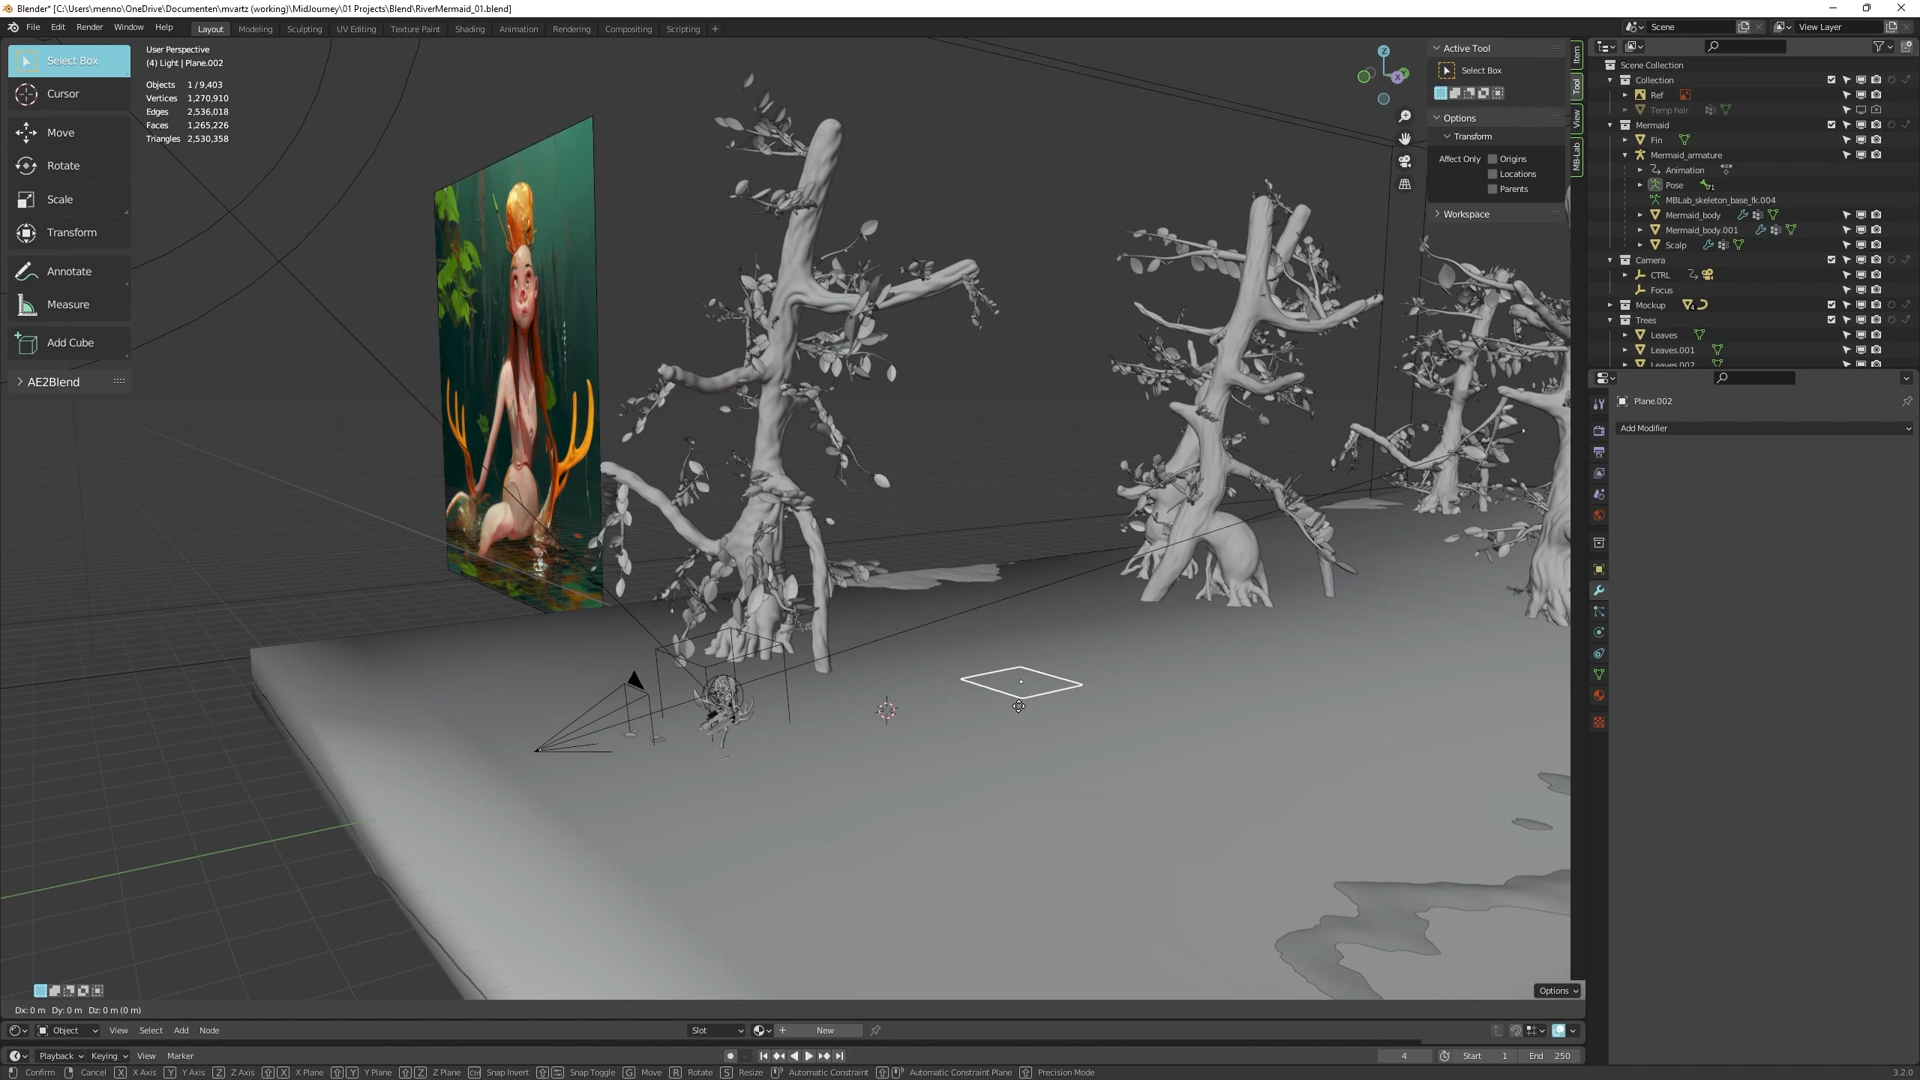 Blender* [C:\Users\menno\OneDrive\Documenten\mvartz (working)\MidJourney\01 Projects\Blend\RiverMermaid_01.blend]
File Edit Render Window Help Layout Modeling Sculpting UV Editing Texture Paint Shading Animation Rendering Compositing Scripting + Scene View Layer
Select Box
Cursor
Move
Rotate
Scale
Transform
Annotate
Measure
Add Cube
AE2Blend
User Perspective
(4) Light | Plane.002
Objects 1 / 9,403
Vertices 1,270,910
Edges 2,536,018
Faces 1,265,226
Triangles 2,530,358
Z
Y
X
Active Tool
Select Box
Options
Transform
Affect Only Origins
Locations
Parents
Workspace
Item
Tool
View
MB-Lab
Scene Collection
Collection
Ref
Temp hair
Mermaid
Fin
Mermaid_armature
Animation
Pose 71
MBLab_skeleton_base_fk.004
Mermaid_body
Mermaid_body.001
Scalp
Camera
CTRL
Focus
Mockup
Trees
Leaves
Leaves.001
Leaves.002
Plane.002
Add Modifier
Options
Dx: 0 m Dy: 0 m Dz: 0 m (0 m)
Object View Select Add Node Slot New
Playback Keying View Marker 4 Start 1 End 250
Confirm Cancel X X Axis Y Y Axis Z Z Axis X X Plane Y Y Plane Z Z Plane Snap Invert Snap Toggle G Move R Rotate S Resize Automatic Constraint Automatic Constraint Plane Precision Mode 3.2.0